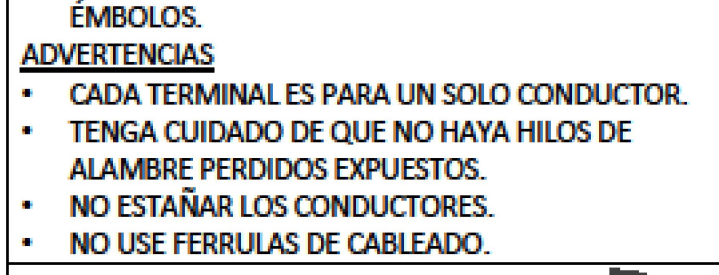 ÉMBOLOS.
ADVERTENCIAS
• CADA TERMINAL ES PARA UN SOLO CONDUCTOR.
• TENGA CUIDADO DE QUE NO HAYA HILOS DE
ALAMBRE PERDIDOS EXPUESTOS.
• NO ESTAÑAR LOS CONDUCTORES.
• NO USE FERRULAS DE CABLEADO.